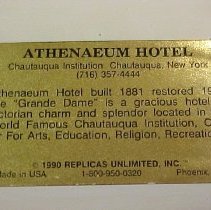 ATHENAEUM HOTEL
Chautauqua Institution Chautauqua, New York
(716) 357-4444
thenaeum Hotel built 1881 restored 19
e "Grande Dame" is a gracious hotel
ctorian charm and splendor located in
orld Famous Chautauqua Institution, C
r For Arts, Education, Religion, Recreatio
© 1990 REPLICAS UNLIMITED, INC.
Made in USA 1-800-950-0320 Phoenix,